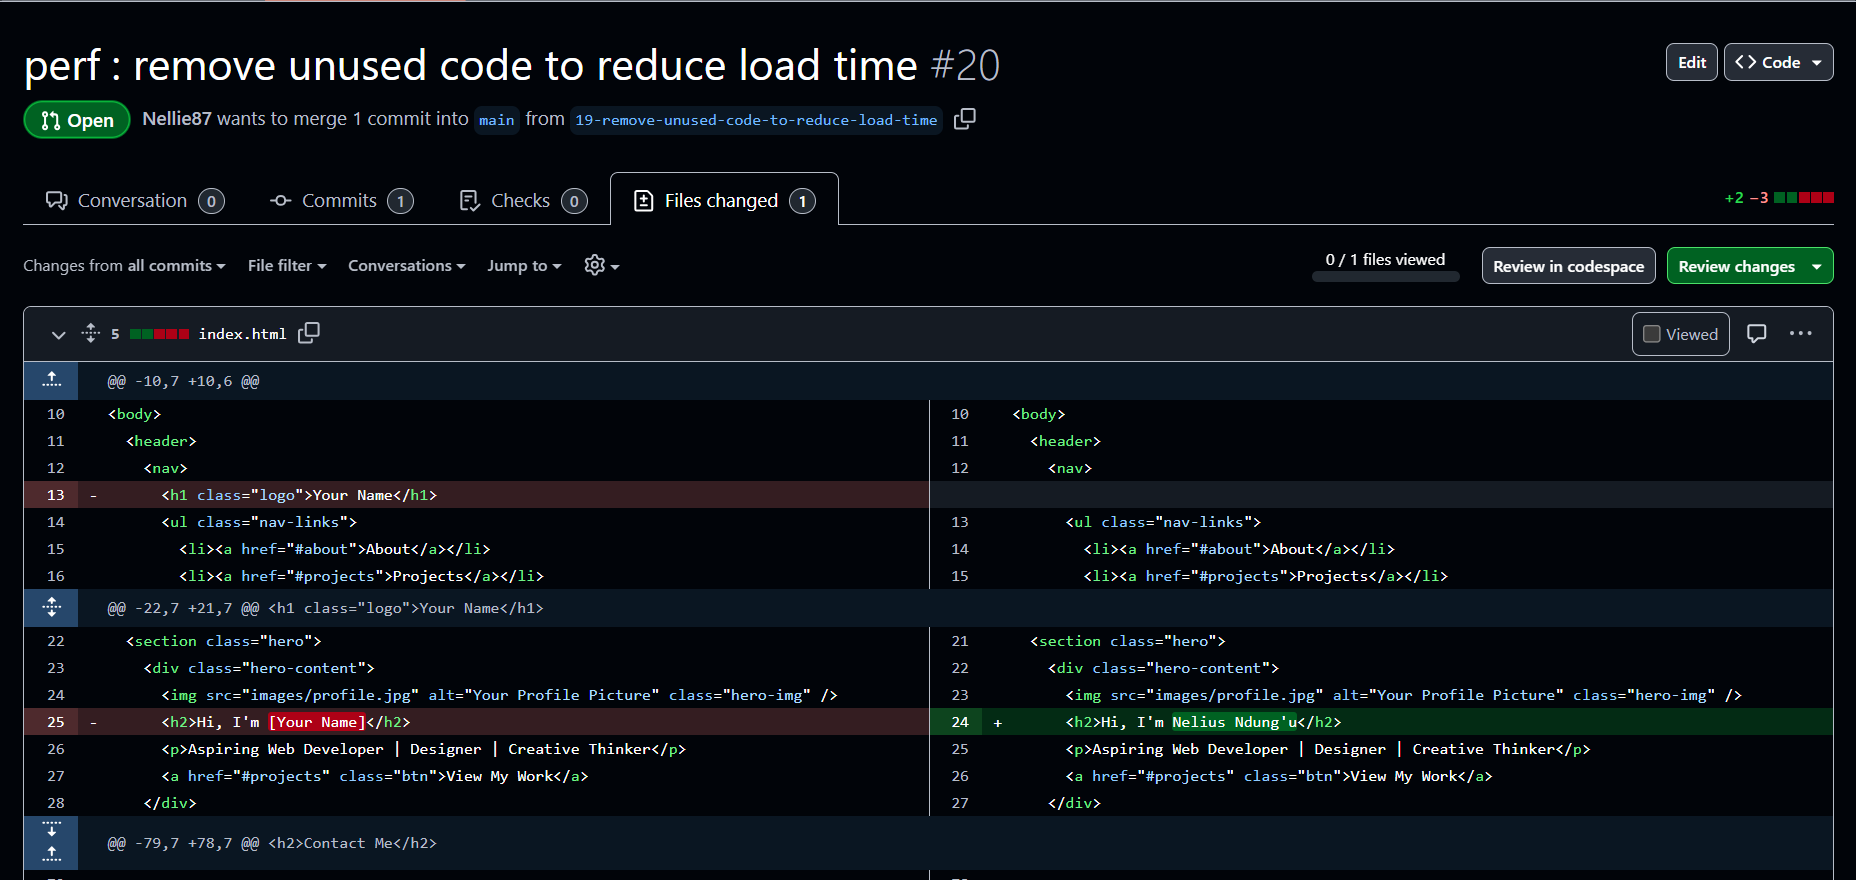 perf : remove unused code to reduce load time #20
Edit
<> Code
Open
Nellie87 wants to merge 1 commit into main from 19-remove-unused-code-to-reduce-load-time
Conversation 0
Commits 1
Checks 0
Files changed 1
+2 −3
Changes from all commits
File filter
Conversations
Jump to
0 / 1 files viewed
Review in codespace
Review changes
5 index.html
Viewed
@@ -10,7 +10,6 @@
10 <body>
11 <header>
12 <nav>
13 - <h1 class="logo">Your Name</h1>
14 <ul class="nav-links">
15 <li><a href="#about">About</a></li>
16 <li><a href="#projects">Projects</a></li>
10 <body>
11 <header>
12 <nav>
13 <ul class="nav-links">
14 <li><a href="#about">About</a></li>
15 <li><a href="#projects">Projects</a></li>
@@ -22,7 +21,7 @@ <h1 class="logo">Your Name</h1>
22 <section class="hero">
23 <div class="hero-content">
24 <img src="images/profile.jpg" alt="Your Profile Picture" class="hero-img" />
25 - <h2>Hi, I'm [Your Name]</h2>
26 <p>Aspiring Web Developer | Designer | Creative Thinker</p>
27 <a href="#projects" class="btn">View My Work</a>
28 </div>
21 <section class="hero">
22 <div class="hero-content">
23 <img src="images/profile.jpg" alt="Your Profile Picture" class="hero-img" />
24 + <h2>Hi, I'm Nelius Ndung'u</h2>
25 <p>Aspiring Web Developer | Designer | Creative Thinker</p>
26 <a href="#projects" class="btn">View My Work</a>
27 </div>
@@ -79,7 +78,7 @@ <h2>Contact Me</h2>